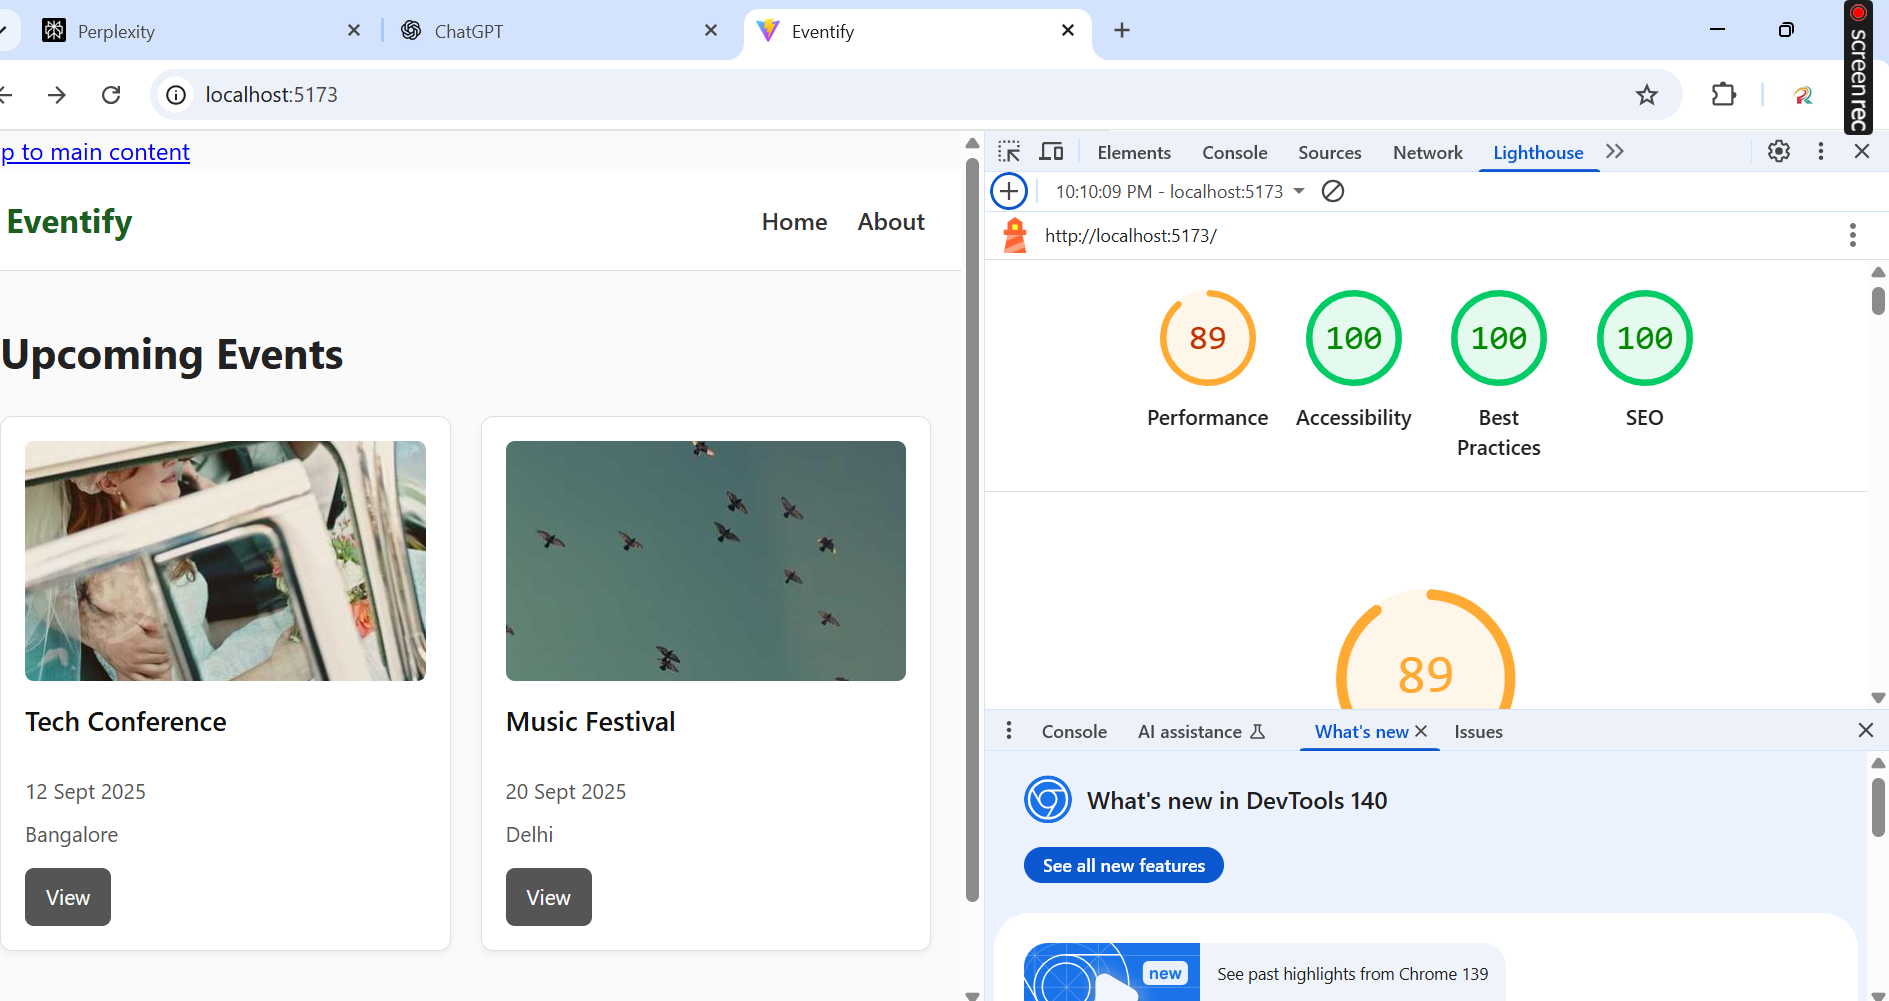 Perplexity
ChatGPT
Eventify
screen rec
localhost:5173
p to main content
Eventify
Home
About
Upcoming Events
Tech Conference
12 Sept 2025
Bangalore
View
Music Festival
20 Sept 2025
Delhi
View
Elements
Console
Sources
Network
Lighthouse
10:10:09 PM - localhost:5173
http://localhost:5173/
89
Performance
100
Accessibility
100
Best
Practices
100
SEO
89
Console
AI assistance
What's new
Issues
What's new in DevTools 140
See all new features
new
See past highlights from Chrome 139